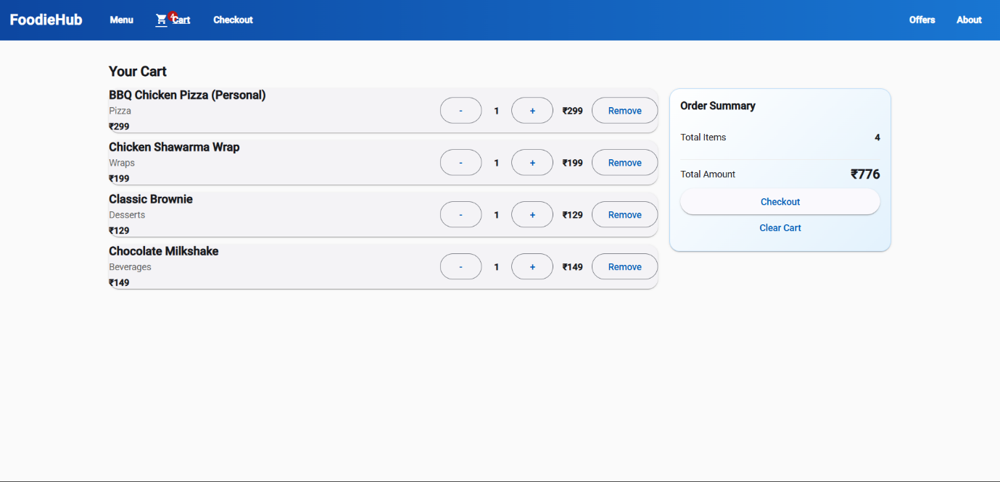 FoodieHub Menu 4 Cart Checkout Offers About
Your Cart
BBQ Chicken Pizza (Personal)
Pizza
₹299
- 1 + ₹299 Remove
Chicken Shawarma Wrap
Wraps
₹199
- 1 + ₹199 Remove
Classic Brownie
Desserts
₹129
- 1 + ₹129 Remove
Chocolate Milkshake
Beverages
₹149
- 1 + ₹149 Remove
Order Summary
Total Items 4
Total Amount ₹776
Checkout
Clear Cart